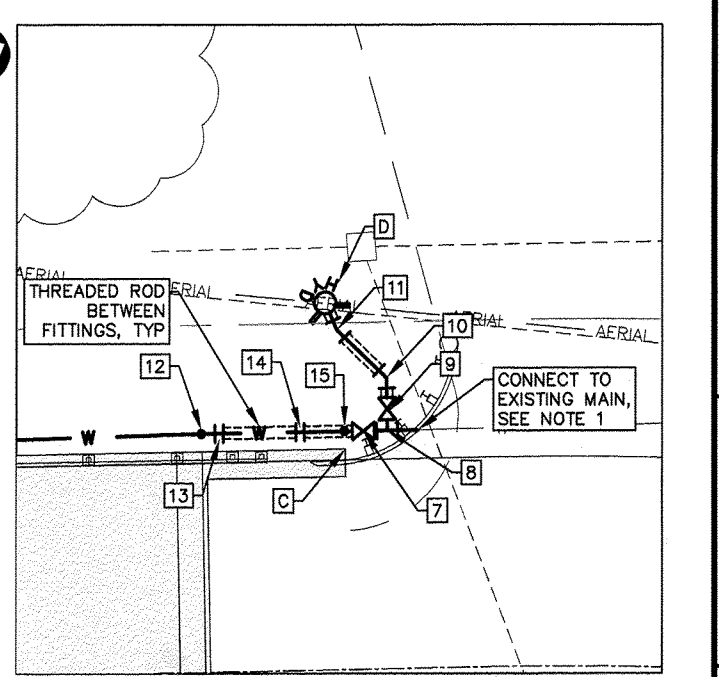 D
11
AERIAL
THREADED ROD
BETWEEN
FITTINGS, TYP
AERIAL
AERIAL
AERIAL
AERIAL
10
9
12
14
15
CONNECT TO
EXISTING MAIN,
SEE NOTE 1
W
W
13
C
7
8